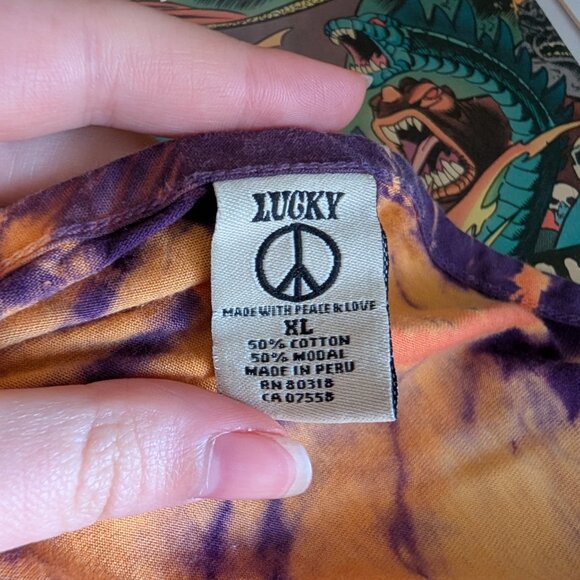 LUCKY
MADE WITH PEACE & LOVE
XL
50% COTTON
50% MODAL
MADE IN PERU
RN 80318
CA 07558